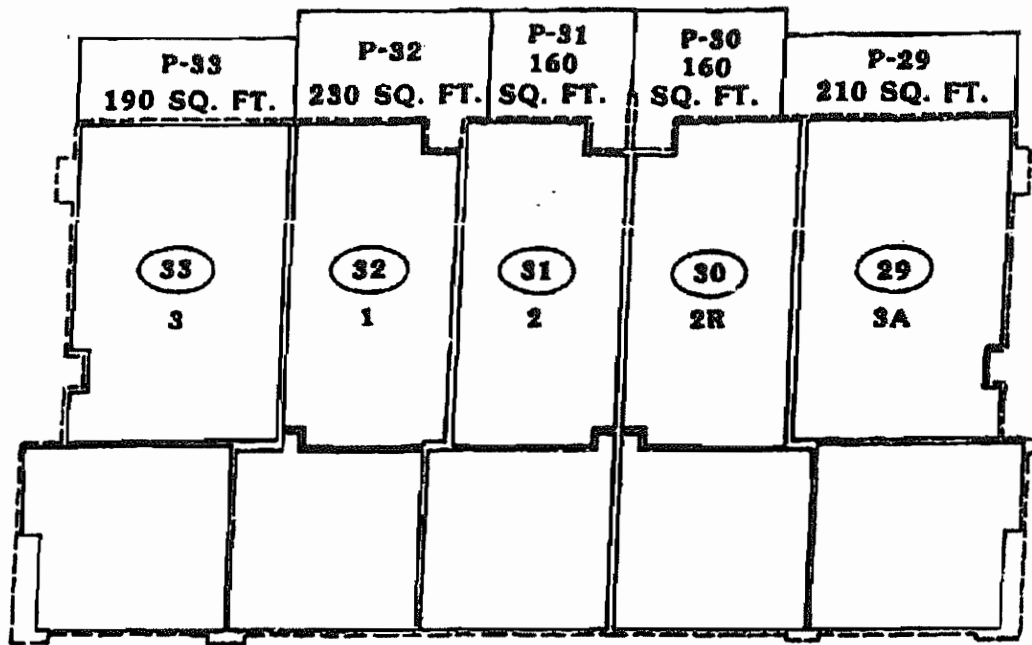 P-33
190 SQ. FT.
P-32
230 SQ. FT.
P-31
160
SQ. FT.
P-30
160
SQ. FT.
P-29
210 SQ. FT.
33
3
32
1
31
2
30
2R
29
3A